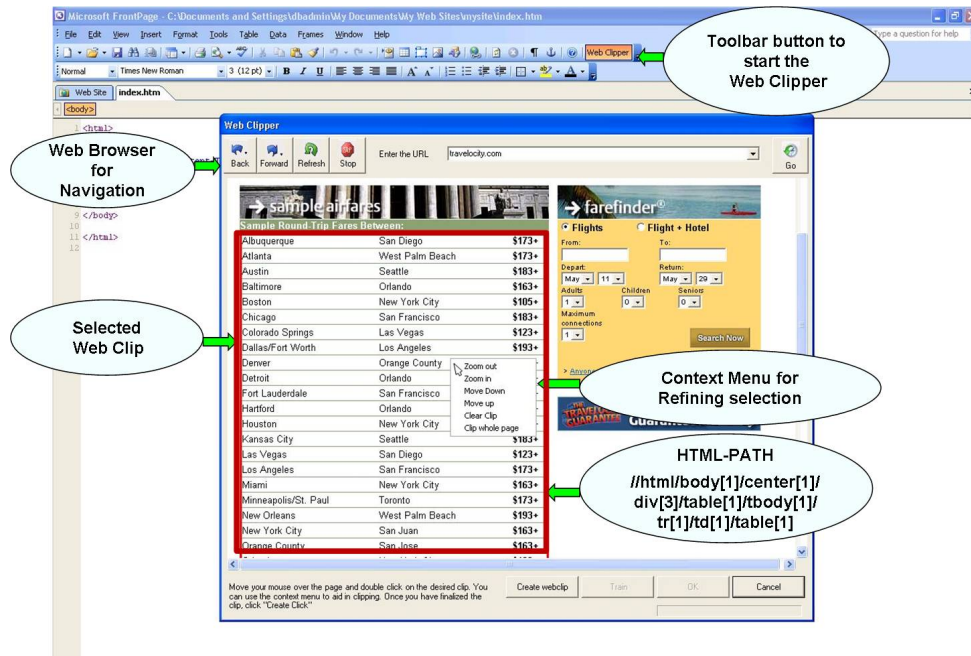 Microsoft FrontPage - C:\Documents and Settings\dbadmin\My Documents\My Web Sites\mysite\index.htm
File Edit View Insert Format Tools Table Data Frames Window Help
Type a question for help
Web Clipper
Toolbar button to
start the
Web Clipper
Normal Times New Roman 3 (12 pt) B I U
Web Site index.htm
<body>
1 <html>
Web Browser
for
Navigation
9 </body>
10
11 </html>
12
Web Clipper
Back Forward Refresh Stop Enter the URL travelocity.com Go
sample airfares
Sample Round-Trip Fares Between:
Albuquerque San Diego $173+
Atlanta West Palm Beach $173+
Austin Seattle $183+
Baltimore Orlando $163+
Boston New York City $105+
Chicago San Francisco $183+
Colorado Springs Las Vegas $123+
Dallas/Fort Worth Los Angeles $193+
Denver Orange County
Detroit Orlando
Fort Lauderdale San Francisco
Hartford Orlando
Houston New York City
Kansas City Seattle $183+
Las Vegas San Diego $123+
Los Angeles San Francisco $173+
Miami New York City $163+
Minneapolis/St. Paul Toronto $173+
New Orleans West Palm Beach $193+
New York City San Juan $163+
Orange County San Jose $163+
Selected
Web Clip
Zoom out
Zoom in
Move Down
Move up
Clear Clip
Clip whole page
farefinder®
Flights Flight + Hotel
From: To:
Depart: Return:
May 11 May 29
Adults Children Seniors
1 0 0
Maximum
connections
1
Search Now
Context Menu for
Refining selection
HTML-PATH
//html/body[1]/center[1]/
div[3]/table[1]/tbody[1]/
tr[1]/td[1]/table[1]
Move your mouse over the page and double click on the desired clip. You
can use the context menu to aid in clipping. Once you have finalized the
clip, click "Create Click"
Create webclip Train OK Cancel